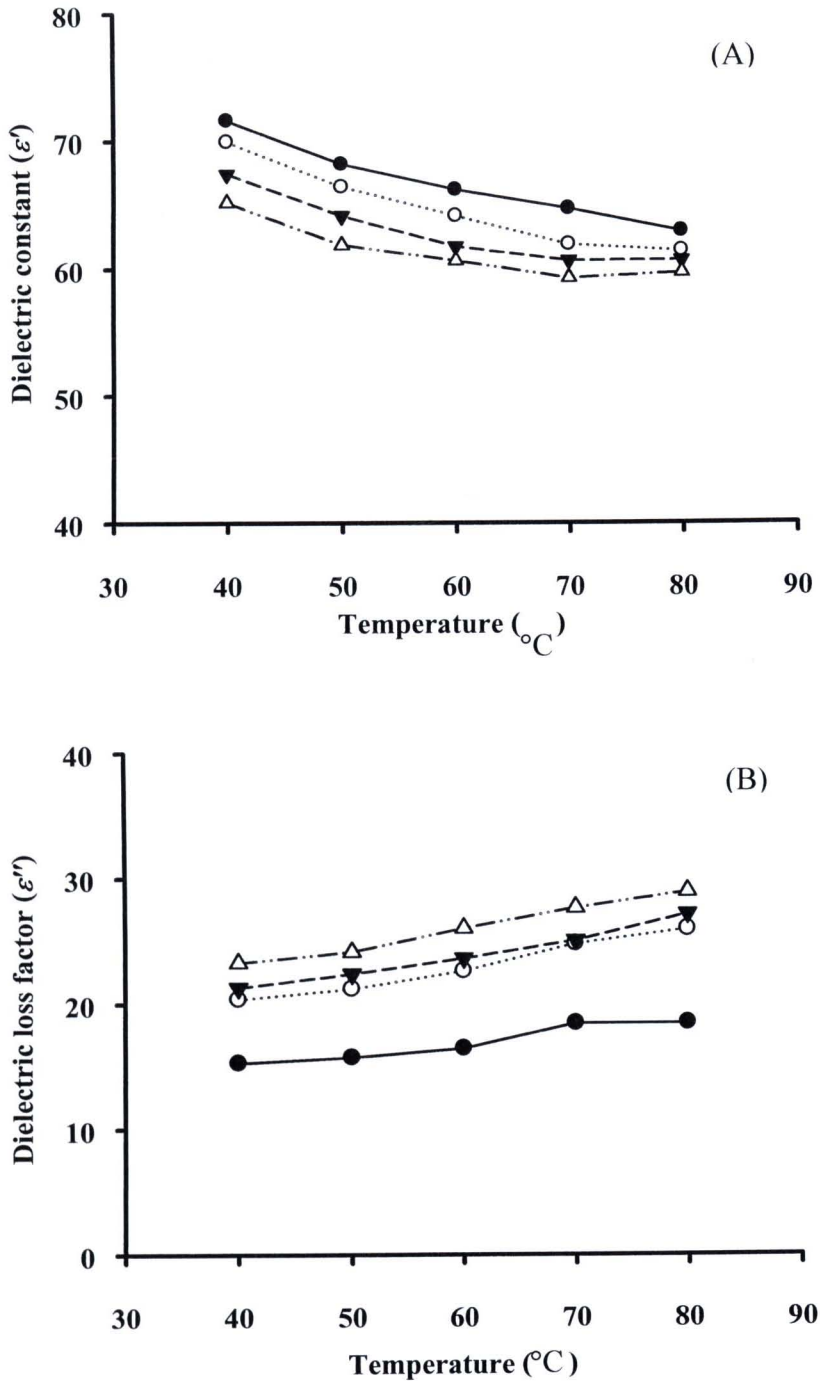 (A)
Dielectric constant (ε′)
80
70
60
50
40
30 40 50 60 70 80 90
Temperature (°C)
(B)
Dielectric loss factor (ε″)
40
30
20
10
0
30 40 50 60 70 80 90
Temperature (°C)